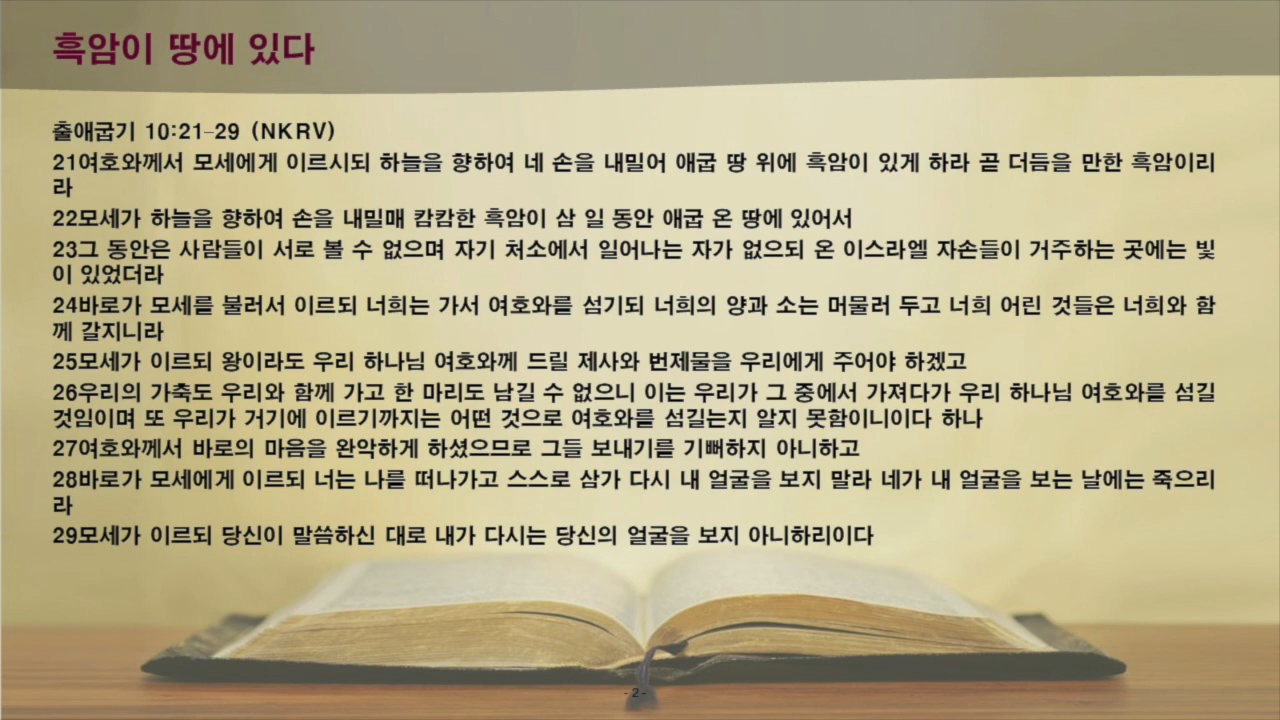 흑암이 땅에 있다
출애굽기 10:21-29 (NKRV)
21여호와께서 모세에게 이르시되 하늘을 향하여 네 손을 내밀어 애굽 땅 위에 흑암이 있게 하라 곧 더듬을 만한 흑암이리
라
22모세가 하늘을 향하여 손을 내밀매 캄캄한 흑암이 삼 일 동안 애굽 온 땅에 있어서
23그 동안은 사람들이 서로 볼 수 없으며 자기 처소에서 일어나는 자가 없으되 온 이스라엘 자손들이 거주하는 곳에는 빛
이 있었더라
24바로가 모세를 불러서 이르되 너희는 가서 여호와를 섬기되 너희의 양과 소는 머물러 두고 너희 어린 것들은 너희와 함
께 갈지니라
25모세가 이르되 왕이라도 우리 하나님 여호와께 드릴 제사와 번제물을 우리에게 주어야 하겠고
26우리의 가축도 우리와 함께 가고 한 마리도 남길 수 없으니 이는 우리가 그 중에서 가져다가 우리 하나님 여호와를 섬길
것임이며 또 우리가 거기에 이르기까지는 어떤 것으로 여호와를 섬길는지 알지 못함이니이다 하나
27여호와께서 바로의 마음을 완악하게 하셨으므로 그들 보내기를 기뻐하지 아니하고
28바로가 모세에게 이르되 너는 나를 떠나가고 스스로 삼가 다시 내 얼굴을 보지 말라 네가 내 얼굴을 보는 날에는 죽으리
라
29모세가 이르되 당신이 말씀하신 대로 내가 다시는 당신의 얼굴을 보지 아니하리이다
- 2 -